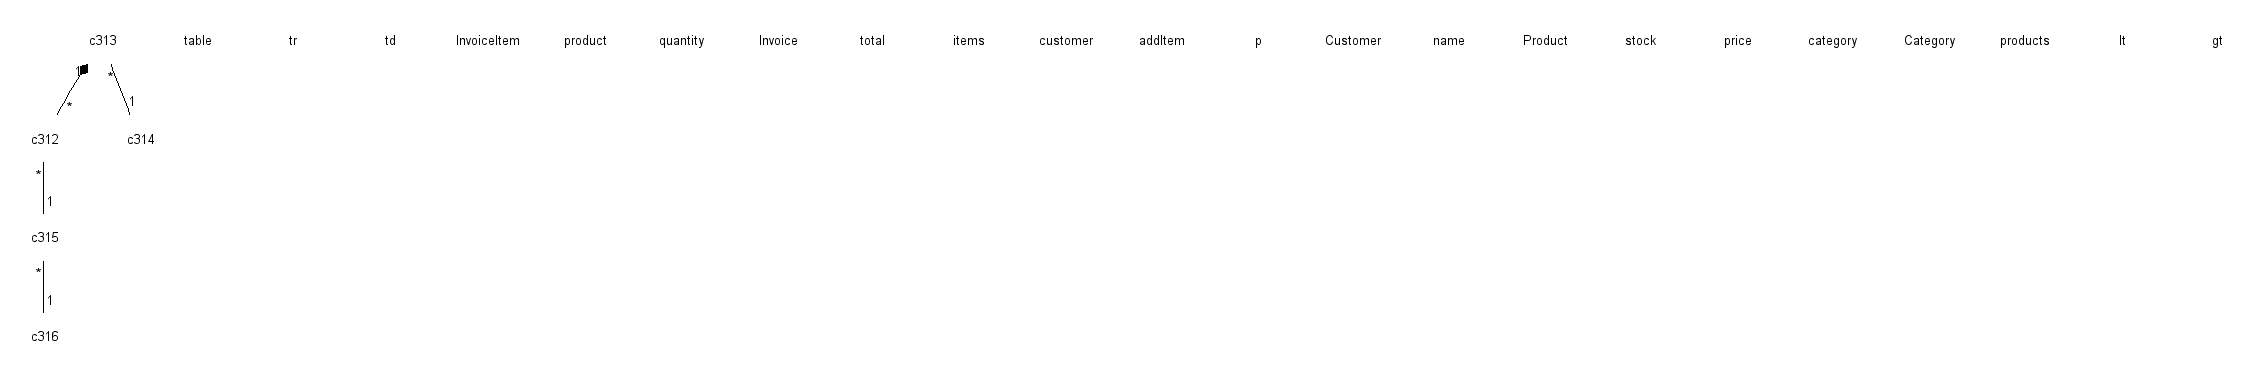 c313 table tr td InvoiceItem product quantity Invoice total items customer addItem p Customer name Product stock price category Category products lt gt
1 *
* 1
c312 c314
*
1
c315
*
1
c316